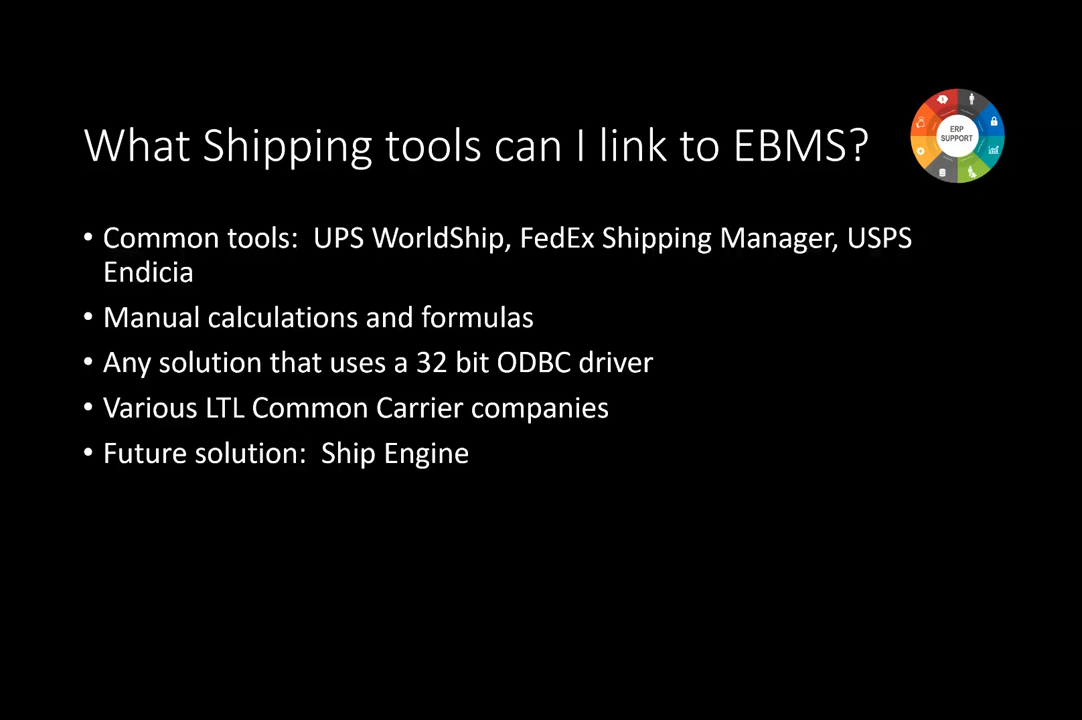 What Shipping tools can I link to EBMS?
ERP
SUPPORT
• Common tools:  UPS WorldShip, FedEx Shipping Manager, USPS
Endicia
• Manual calculations and formulas
• Any solution that uses a 32 bit ODBC driver
• Various LTL Common Carrier companies
• Future solution:  Ship Engine